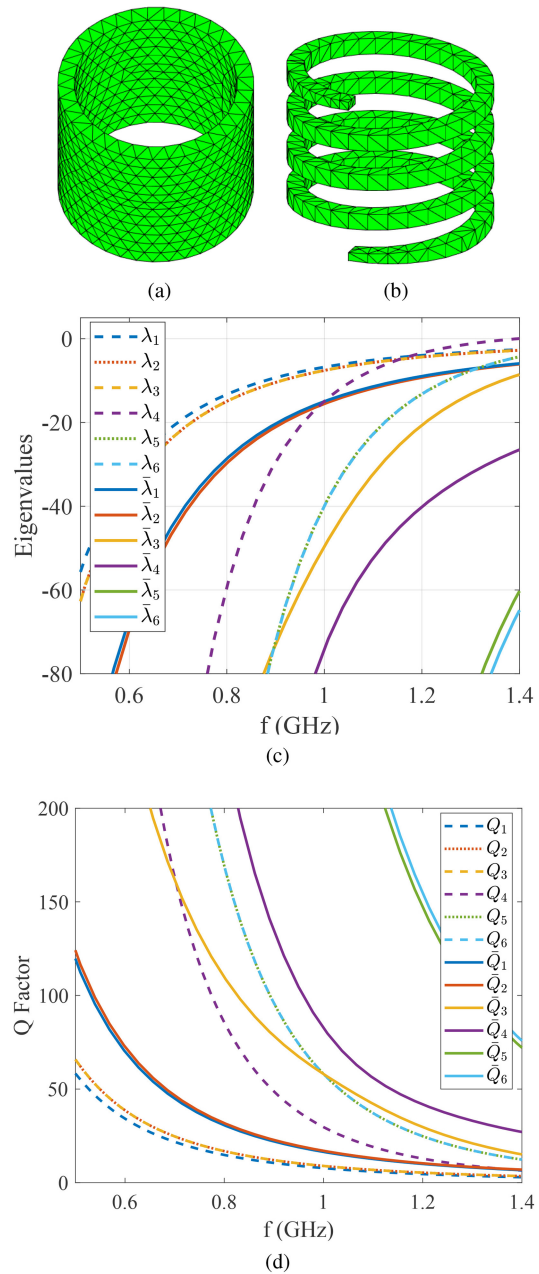 (a)
(b)
0
-20
-40
-60
-80
Eigenvalues
λ₁
λ₂
λ₃
λ₄
λ₅
λ₆
λ̄₁
λ̄₂
λ̄₃
λ̄₄
λ̄₅
λ̄₆
0.6
0.8
1
1.2
1.4
f (GHz)
(c)
200
150
100
50
0
Q Factor
Q₁
Q₂
Q₃
Q₄
Q₅
Q₆
Q̄₁
Q̄₂
Q̄₃
Q̄₄
Q̄₅
Q̄₆
0.6
0.8
1
1.2
1.4
f (GHz)
(d)